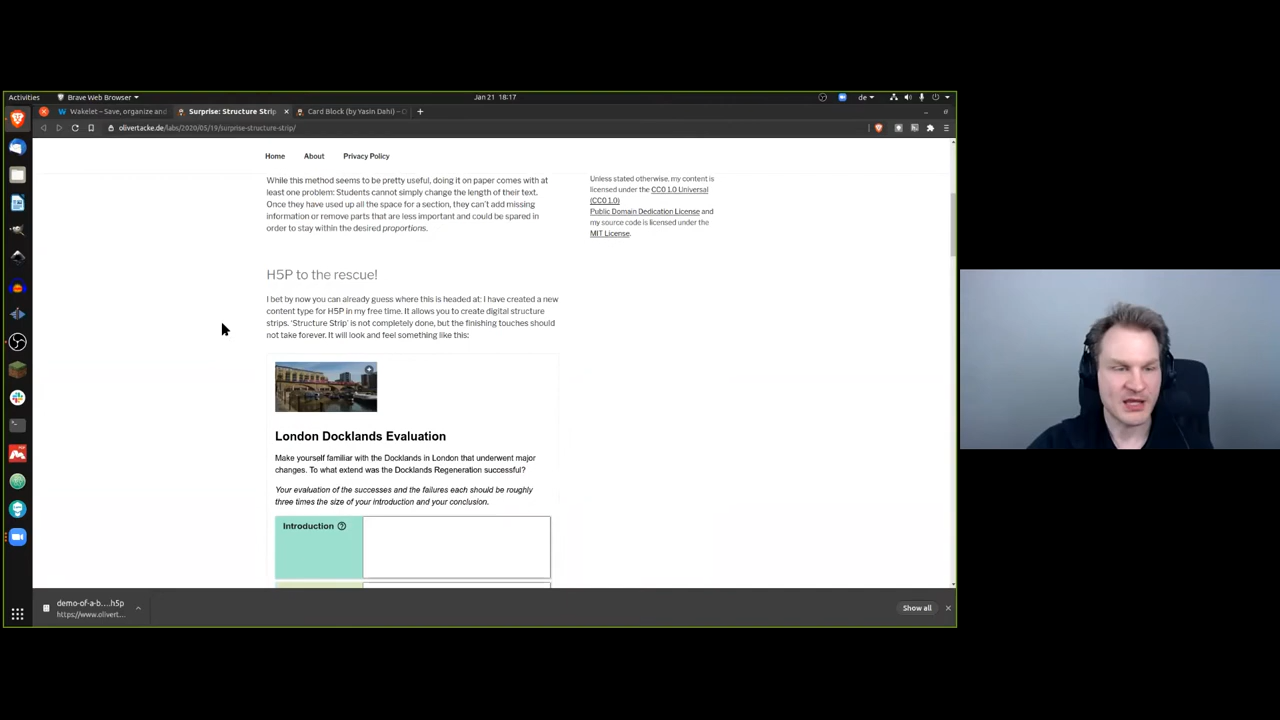 Activities
Brave Web Browser
Jan 21 18:17
de
Wakelet – Save, organize and
Surprise: Structure Strip
Card Block (by Yasin Dahi) –
olivertacke.de/labs/2020/05/19/surprise-structure-strip/
Home About Privacy Policy
While this method seems to be pretty useful, doing it on paper comes with
at least one problem: Students cannot simply change the length of their text.
Once they have used up all the space for a section, they can't add missing
information or remove parts that are less important and could be spared in
order to stay within the desired proportions.
Unless stated otherwise, my content is
licensed under the CC0 1.0 Universal
(CC0 1.0)
Public Domain Dedication License and
my source code is licensed under the
MIT License.
H5P to the rescue!
I bet by now you can already guess where this is headed at: I have created a new
content type for H5P in my free time. It allows you to create digital structure
strips. 'Structure Strip' is not completely done, but the finishing touches should
not take forever. It will look and feel something like this:
London Docklands Evaluation
Make yourself familiar with the Docklands in London that underwent major
changes. To what extend was the Docklands Regeneration successful?
Your evaluation of the successes and the failures each should be roughly
three times the size of your introduction and your conclusion.
Introduction
demo-of-a-b....h5p
https://www.olivert...
Show all